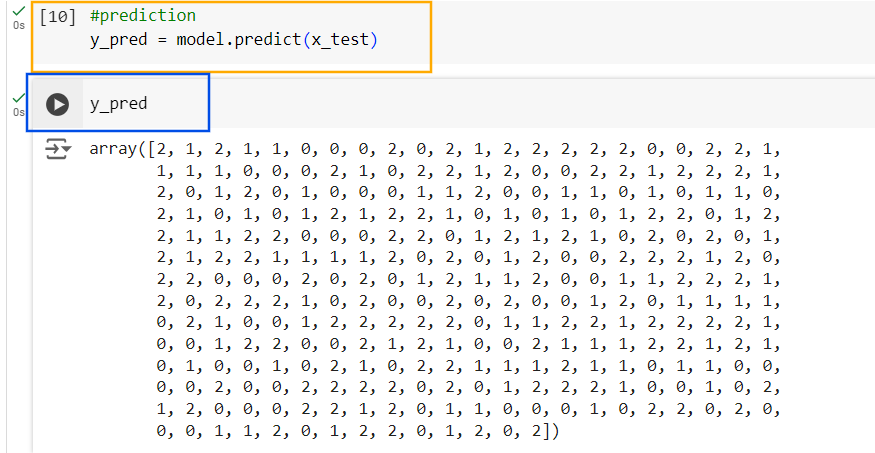 [10] #prediction
0s
y_pred = model.predict(x_test)
y_pred
0s
array([2, 1, 2, 1, 1, 0, 0, 0, 2, 0, 2, 1, 2, 2, 2, 2, 2, 0, 0, 2, 2, 1,
1, 1, 1, 0, 0, 0, 2, 1, 0, 2, 2, 1, 2, 0, 0, 2, 2, 1, 2, 2, 2, 1,
2, 0, 1, 2, 0, 1, 0, 0, 0, 1, 1, 2, 0, 0, 1, 1, 0, 1, 0, 1, 1, 0,
2, 1, 0, 1, 0, 1, 2, 1, 2, 2, 1, 0, 1, 0, 1, 0, 1, 2, 2, 0, 1, 2,
2, 1, 1, 2, 2, 0, 0, 0, 2, 2, 0, 1, 2, 1, 2, 1, 0, 2, 0, 2, 0, 1,
2, 1, 2, 2, 1, 1, 1, 1, 2, 0, 2, 0, 1, 2, 0, 0, 2, 2, 2, 1, 2, 0,
2, 2, 0, 0, 0, 2, 0, 2, 0, 1, 2, 1, 1, 2, 0, 0, 1, 1, 2, 2, 2, 1,
2, 0, 2, 2, 2, 1, 0, 2, 0, 0, 2, 0, 2, 0, 0, 1, 2, 0, 1, 1, 1, 1,
0, 2, 1, 0, 0, 1, 2, 2, 2, 2, 2, 0, 1, 1, 2, 2, 1, 2, 2, 2, 2, 1,
0, 0, 1, 2, 2, 0, 0, 2, 1, 2, 1, 0, 0, 2, 1, 1, 1, 2, 2, 1, 2, 1,
0, 1, 0, 0, 1, 0, 2, 1, 0, 2, 2, 1, 1, 1, 2, 1, 1, 0, 1, 1, 0, 0,
0, 0, 2, 0, 0, 2, 2, 2, 2, 0, 2, 0, 1, 2, 2, 2, 1, 0, 0, 1, 0, 2,
1, 2, 0, 0, 0, 2, 2, 1, 2, 0, 1, 1, 0, 0, 0, 1, 0, 2, 2, 0, 2, 0,
0, 0, 1, 1, 2, 0, 1, 2, 2, 0, 1, 2, 0, 2])